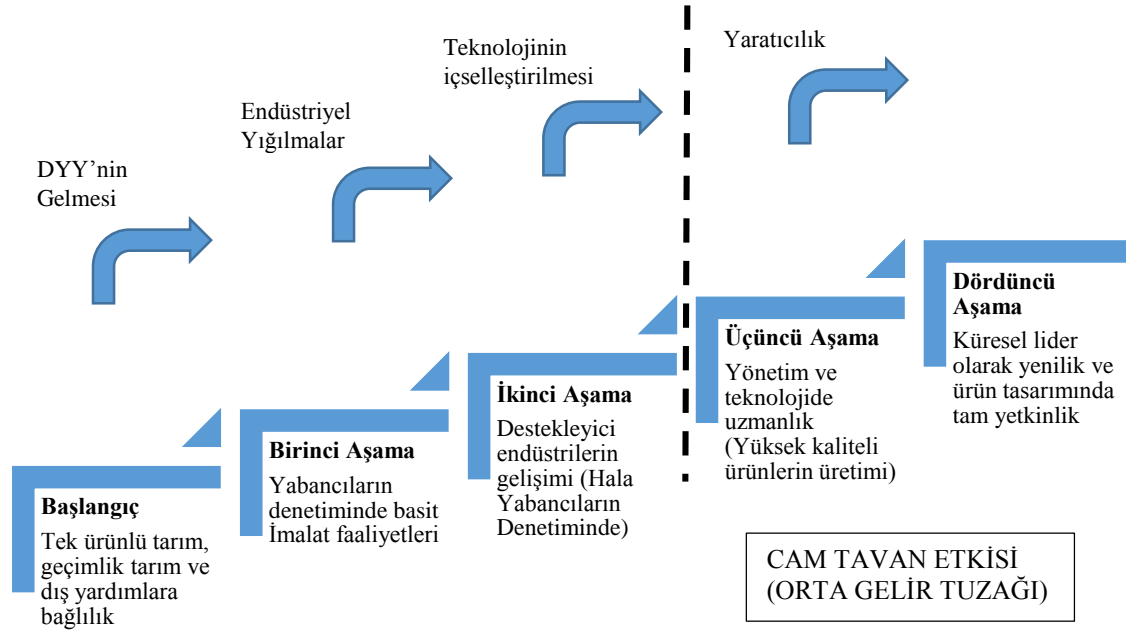 DYY’nin
Gelmesi
Endüstriyel
Yığılmalar
Teknolojinin
içselleştirilmesi
Yaratıcılık
Başlangıç
Tek ürünlü tarım,
geçimlik tarım ve
dış yardımlara
bağlılık
Birinci Aşama
Yabancıların
denetiminde basit
İmalat faaliyetleri
İkinci Aşama
Destekleyici
endüstrilerin
gelişimi (Hala
Yabancıların
Denetiminde)
Üçüncü Aşama
Yönetim ve
teknolojide
uzmanlık
(Yüksek kaliteli
ürünlerin üretimi)
Dördüncü
Aşama
Küresel lider
olarak yenilik ve
ürün tasarımında
tam yetkinlik
CAM TAVAN ETKİSİ
(ORTA GELİR TUZAĞI)